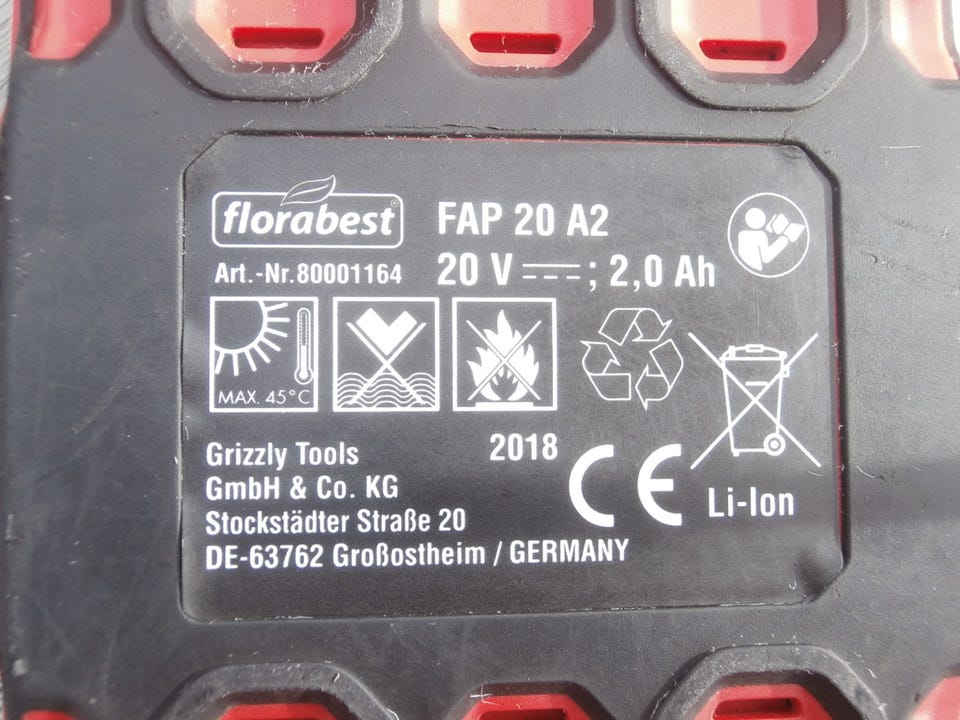 florabest®
FAP 20 A2
Art.-Nr.80001164
20 V ⎓; 2,0 Ah
MAX. 45°C
2018
Grizzly Tools
GmbH & Co. KG
Stockstädter Straße 20
DE-63762 Großostheim / GERMANY
CE
Li-Ion